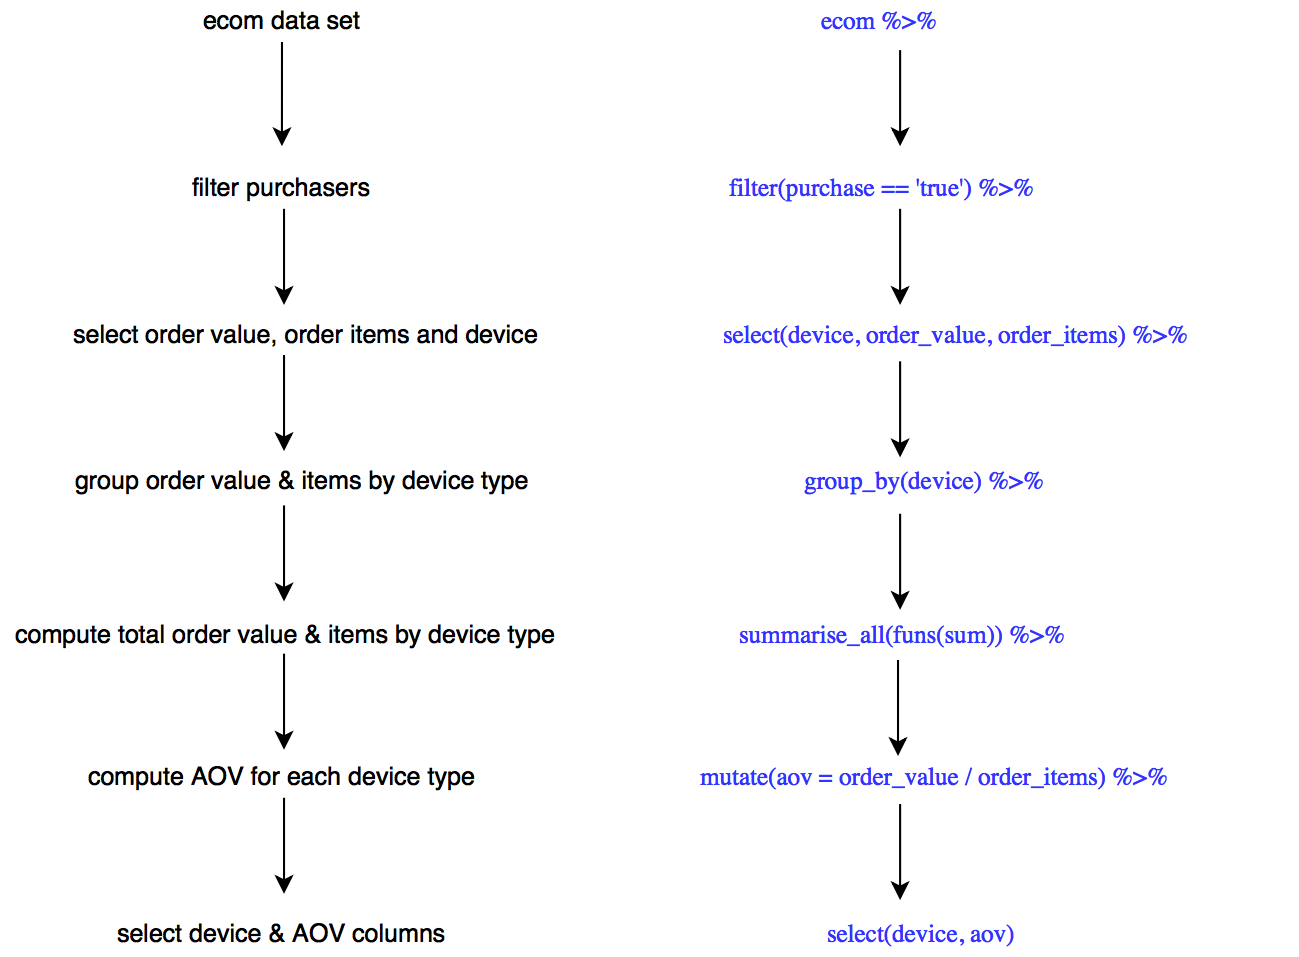 ecom data set
filter purchasers
select order value, order items and device
group order value & items by device type
compute total order value & items by device type
compute AOV for each device type
select device & AOV columns
ecom %>%
filter(purchase == 'true') %>%
select(device, order_value, order_items) %>%
group_by(device) %>%
summarise_all(funs(sum)) %>%
mutate(aov = order_value / order_items) %>%
select(device, aov)